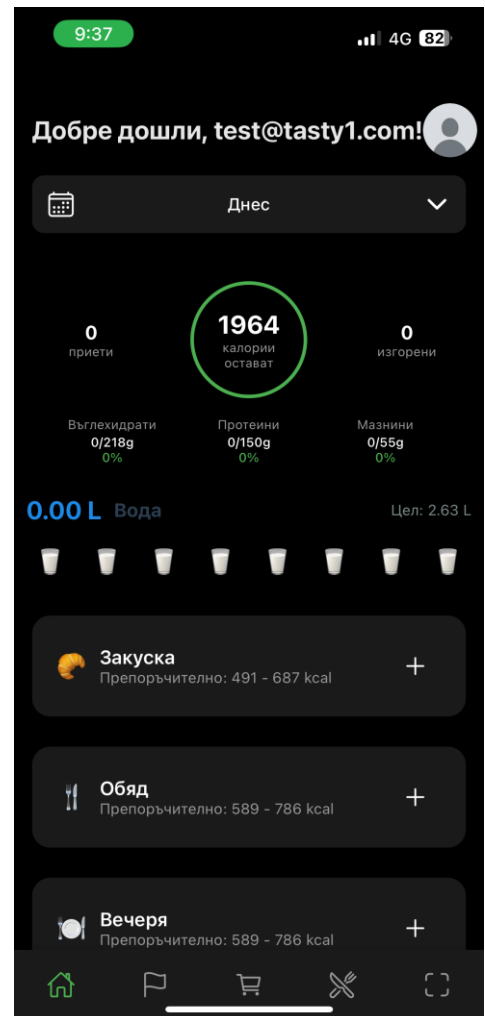 9:37
4G 82
Добре дошли, test@tasty1.com!
Днес
0
приети
1964
калории
остават
0
изгорени
Въглехидрати
0/218g
0%
Протеини
0/150g
0%
Мазнини
0/55g
0%
0.00 L Вода
Цел: 2.63 L
Закуска
Препоръчително: 491 - 687 kcal
Обяд
Препоръчително: 589 - 786 kcal
Вечеря
Препоръчително: 589 - 786 kcal